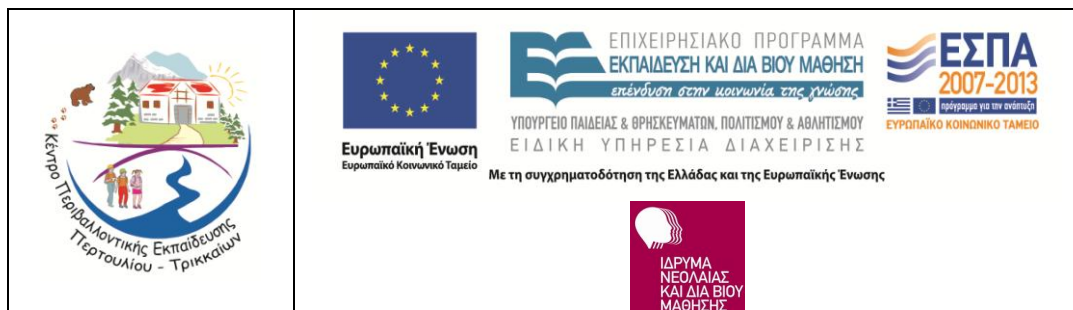 Κέντρο Περιβαλλοντικής Εκπαίδευσης
Περτουλίου - Τρικκαίων
Ευρωπαϊκή Ένωση
Ευρωπαϊκό Κοινωνικό Ταμείο
ΕΠΙΧΕΙΡΗΣΙΑΚΟ ΠΡΟΓΡΑΜΜΑ
ΕΚΠΑΙΔΕΥΣΗ ΚΑΙ ΔΙΑ ΒΙΟΥ ΜΑΘΗΣΗ
επένδυση στην κοινωνία της γνώσης
ΥΠΟΥΡΓΕΙΟ ΠΑΙΔΕΙΑΣ & ΘΡΗΣΚΕΥΜΑΤΩΝ, ΠΟΛΙΤΙΣΜΟΥ & ΑΘΛΗΤΙΣΜΟΥ
ΕΙΔΙΚΗ ΥΠΗΡΕΣΙΑ ΔΙΑΧΕΙΡΙΣΗΣ
Με τη συγχρηματοδότηση της Ελλάδας και της Ευρωπαϊκής Ένωσης
ΕΣΠΑ
2007-2013
πρόγραμμα για την ανάπτυξη
ΕΥΡΩΠΑΪΚΟ ΚΟΙΝΩΝΙΚΟ ΤΑΜΕΙΟ
ΙΔΡΥΜΑ
ΝΕΟΛΑΙΑΣ
ΚΑΙ ΔΙΑ ΒΙΟΥ
ΜΑΘΗΣΗΣ